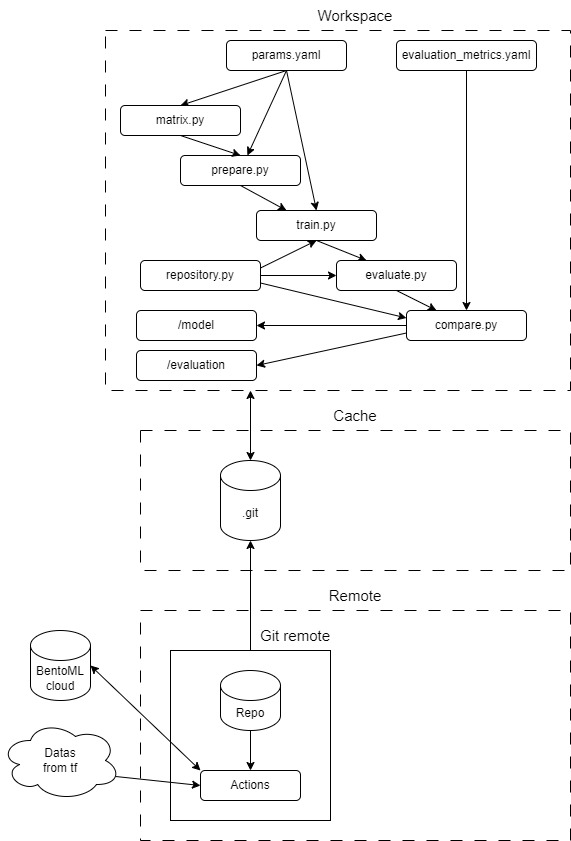 Workspace
params.yaml
evaluation_metrics.yaml
matrix.py
prepare.py
train.py
repository.py
evaluate.py
/model
compare.py
/evaluation
Cache
.git
Remote
Git remote
BentoML
cloud
Repo
Datas
from tf
Actions